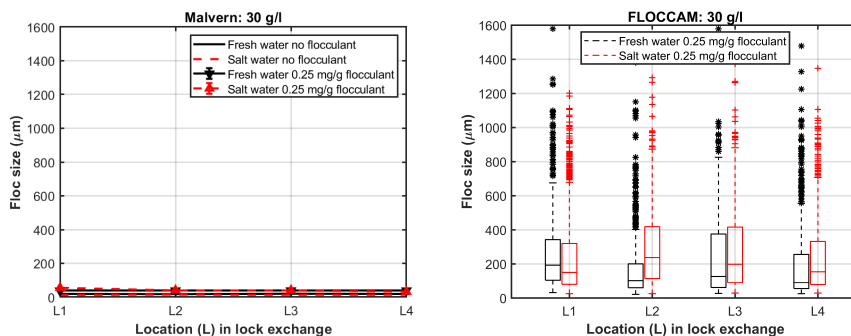 Malvern: 30 g/l
1600
1400
1200
1000
800
600
400
200
0
Floc size (μm)
Fresh water no flocculant
Salt water no flocculant
Fresh water 0.25 mg/g flocculant
Salt water 0.25 mg/g flocculant
L1 L2 L3 L4
Location (L) in lock exchange
FLOCCAM: 30 g/l
1600
1400
1200
1000
800
600
400
200
0
Floc size (μm)
Fresh water 0.25 mg/g flocculant
Salt water 0.25 mg/g flocculant
L1 L2 L3 L4
Location (L) in lock exchange